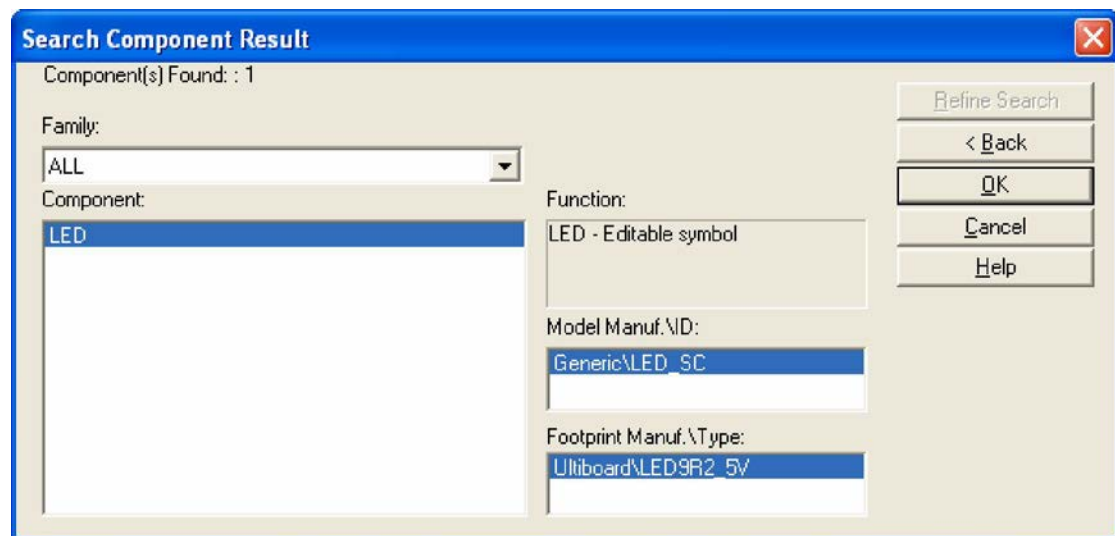 Search Component Result
Component(s) Found: : 1
Refine Search
Family:
< Back
ALL
OK
Component:
Function:
Cancel
LED
LED - Editable symbol
Help
Model Manuf.\ID:
Generic\LED_SC
Footprint Manuf.\Type:
Ultiboard\LED9R2_5V